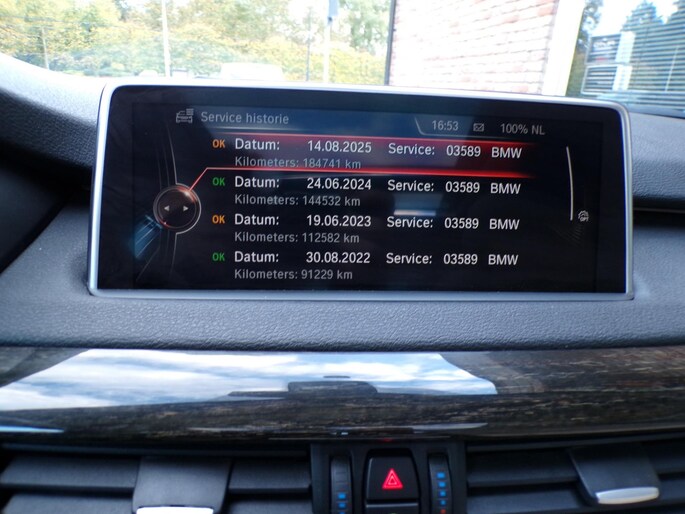 Service historie
16:53 100% NL
OK Datum: 14.08.2025 Service: 03589 BMW
Kilometers: 184741 km
OK Datum: 24.06.2024 Service: 03589 BMW
Kilometers: 144532 km
OK Datum: 19.06.2023 Service: 03589 BMW
Kilometers: 112582 km
OK Datum: 30.08.2022 Service: 03589 BMW
Kilometers: 91229 km